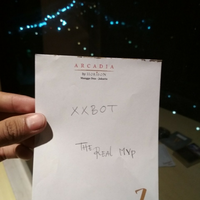 ARCADIA
XXBOT
THE REAL MVP